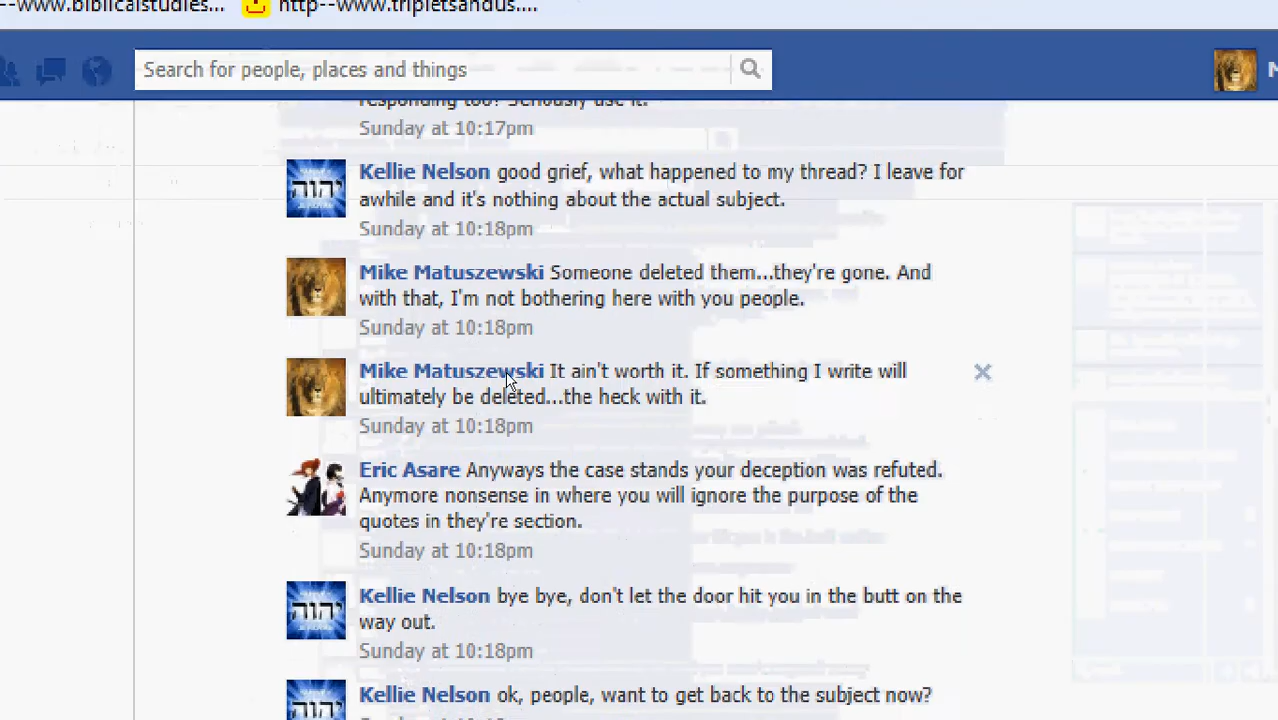 --www.biblicalstudies... http--www.tripletsandus....
Search for people, places and things
responding too? Seriously use it.
Sunday at 10:17pm
Kellie Nelson good grief, what happened to my thread? I leave for
awhile and it's nothing about the actual subject.
Sunday at 10:18pm
Mike Matuszewski Someone deleted them...they're gone. And
with that, I'm not bothering here with you people.
Sunday at 10:18pm
Mike Matuszewski It ain't worth it. If something I write will
ultimately be deleted...the heck with it.
Sunday at 10:18pm
Eric Asare Anyways the case stands your deception was refuted.
Anymore nonsense in where you will ignore the purpose of the
quotes in they're section.
Sunday at 10:18pm
יהוה
Kellie Nelson bye bye, don't let the door hit you in the butt on the
way out.
Sunday at 10:18pm
Kellie Nelson ok, people, want to get back to the subject now?